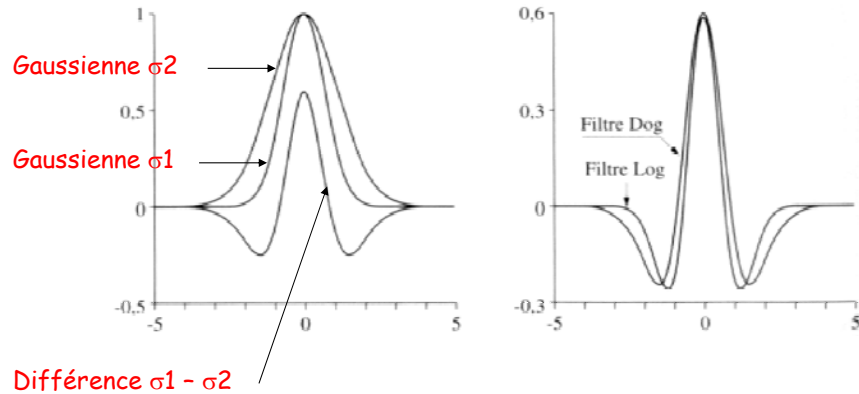 1
Gaussienne σ2
0,5
Gaussienne σ1
0
-0,5
-5
0
5
Différence σ1 – σ2
0,6
0,3
Filtre Dog
Filtre Log
0
-0,3
-5
0
5